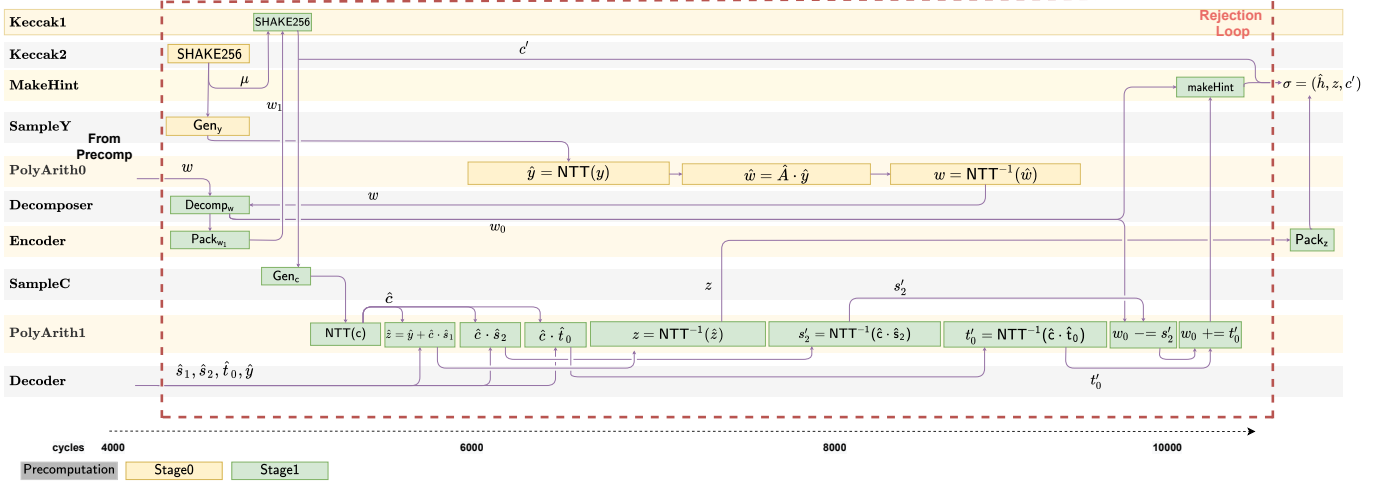 Keccak1
SHAKE256
Rejection
Loop
Keccak2
SHAKE256
c′
MakeHint
μ
makeHint
σ = (ĥ, z, c′)
w₁
SampleY
Gen_y
From
Precomp
PolyArith0
w
ŷ = NTT(y)
ŵ = Â · ŷ
w = NTT⁻¹(ŵ)
Decomposer
Decomp_w
w
w₀
Encoder
Pack_w₁
Pack_z
SampleC
Gen_c
ĉ
z
s′₂
PolyArith1
NTT(c)
ẑ = ŷ + ĉ · ŝ₁
ĉ · ŝ₂
ĉ · t̂₀
z = NTT⁻¹(ẑ)
s′₂ = NTT⁻¹(ĉ · ŝ₂)
t′₀ = NTT⁻¹(ĉ · t̂₀)
w₀ −= s′₂
w₀ += t′₀
Decoder
ŝ₁, ŝ₂, t̂₀, ŷ
t′₀
cycles
4000
6000
8000
10000
Precomputation
Stage0
Stage1